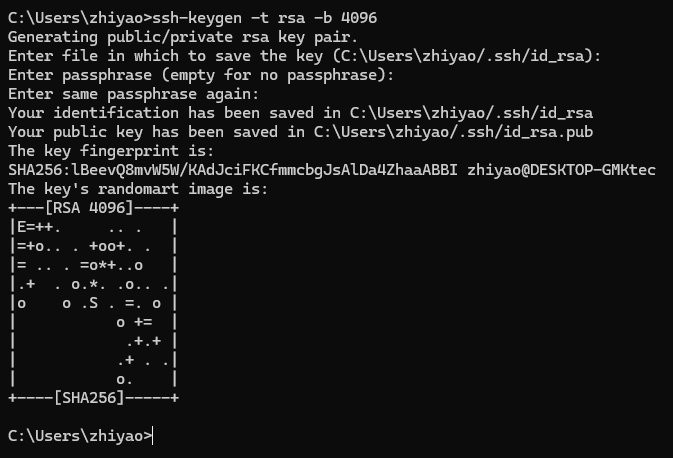 C:\Users\zhiyao>ssh-keygen -t rsa -b 4096
Generating public/private rsa key pair.
Enter file in which to save the key (C:\Users\zhiyao/.ssh/id_rsa):
Enter passphrase (empty for no passphrase):
Enter same passphrase again:
Your identification has been saved in C:\Users\zhiyao/.ssh/id_rsa
Your public key has been saved in C:\Users\zhiyao/.ssh/id_rsa.pub
The key fingerprint is:
SHA256:lBeevQ8mvW5W/KAdJciFKCfmmcbgJsAlDa4ZhaaABBI zhiyao@DESKTOP-GMKtec
The key's randomart image is:
+---[RSA 4096]----+
|E=++.     .. .   |
|=+o.. . +oo+. .  |
|= .. . =o*+..o   |
|.+  . o.*. .o.. .|
|o    o .S . =. o |
|           o +=  |
|            .+.+ |
|           .+ . .|
|           o.    |
+----[SHA256]-----+
C:\Users\zhiyao>